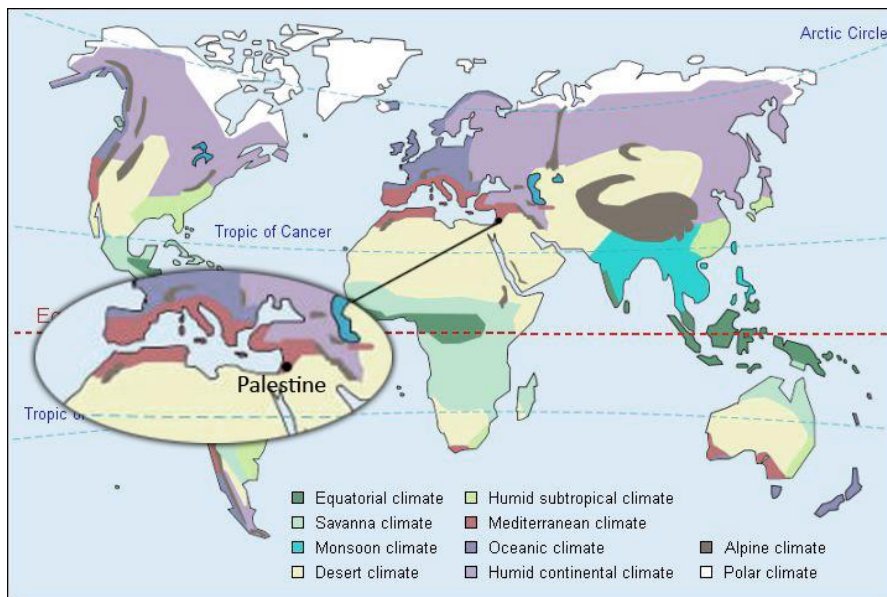 Arctic Circle
Tropic of Cancer
E
Palestine
Tropic o
Equatorial climate
Savanna climate
Monsoon climate
Desert climate
Humid subtropical climate
Mediterranean climate
Oceanic climate
Humid continental climate
Alpine climate
Polar climate